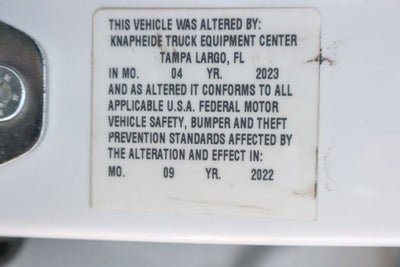 THIS VEHICLE WAS ALTERED BY:
KNAPHEIDE TRUCK EQUIPMENT CENTER
TAMPA LARGO, FL
IN MO. 04 YR. 2023
AND AS ALTERED IT CONFORMS TO ALL
APPLICABLE U.S.A. FEDERAL MOTOR
VEHICLE SAFETY, BUMPER AND THEFT
PREVENTION STANDARDS AFFECTED BY
THE ALTERATION AND EFFECT IN:
MO. 09 YR. 2022